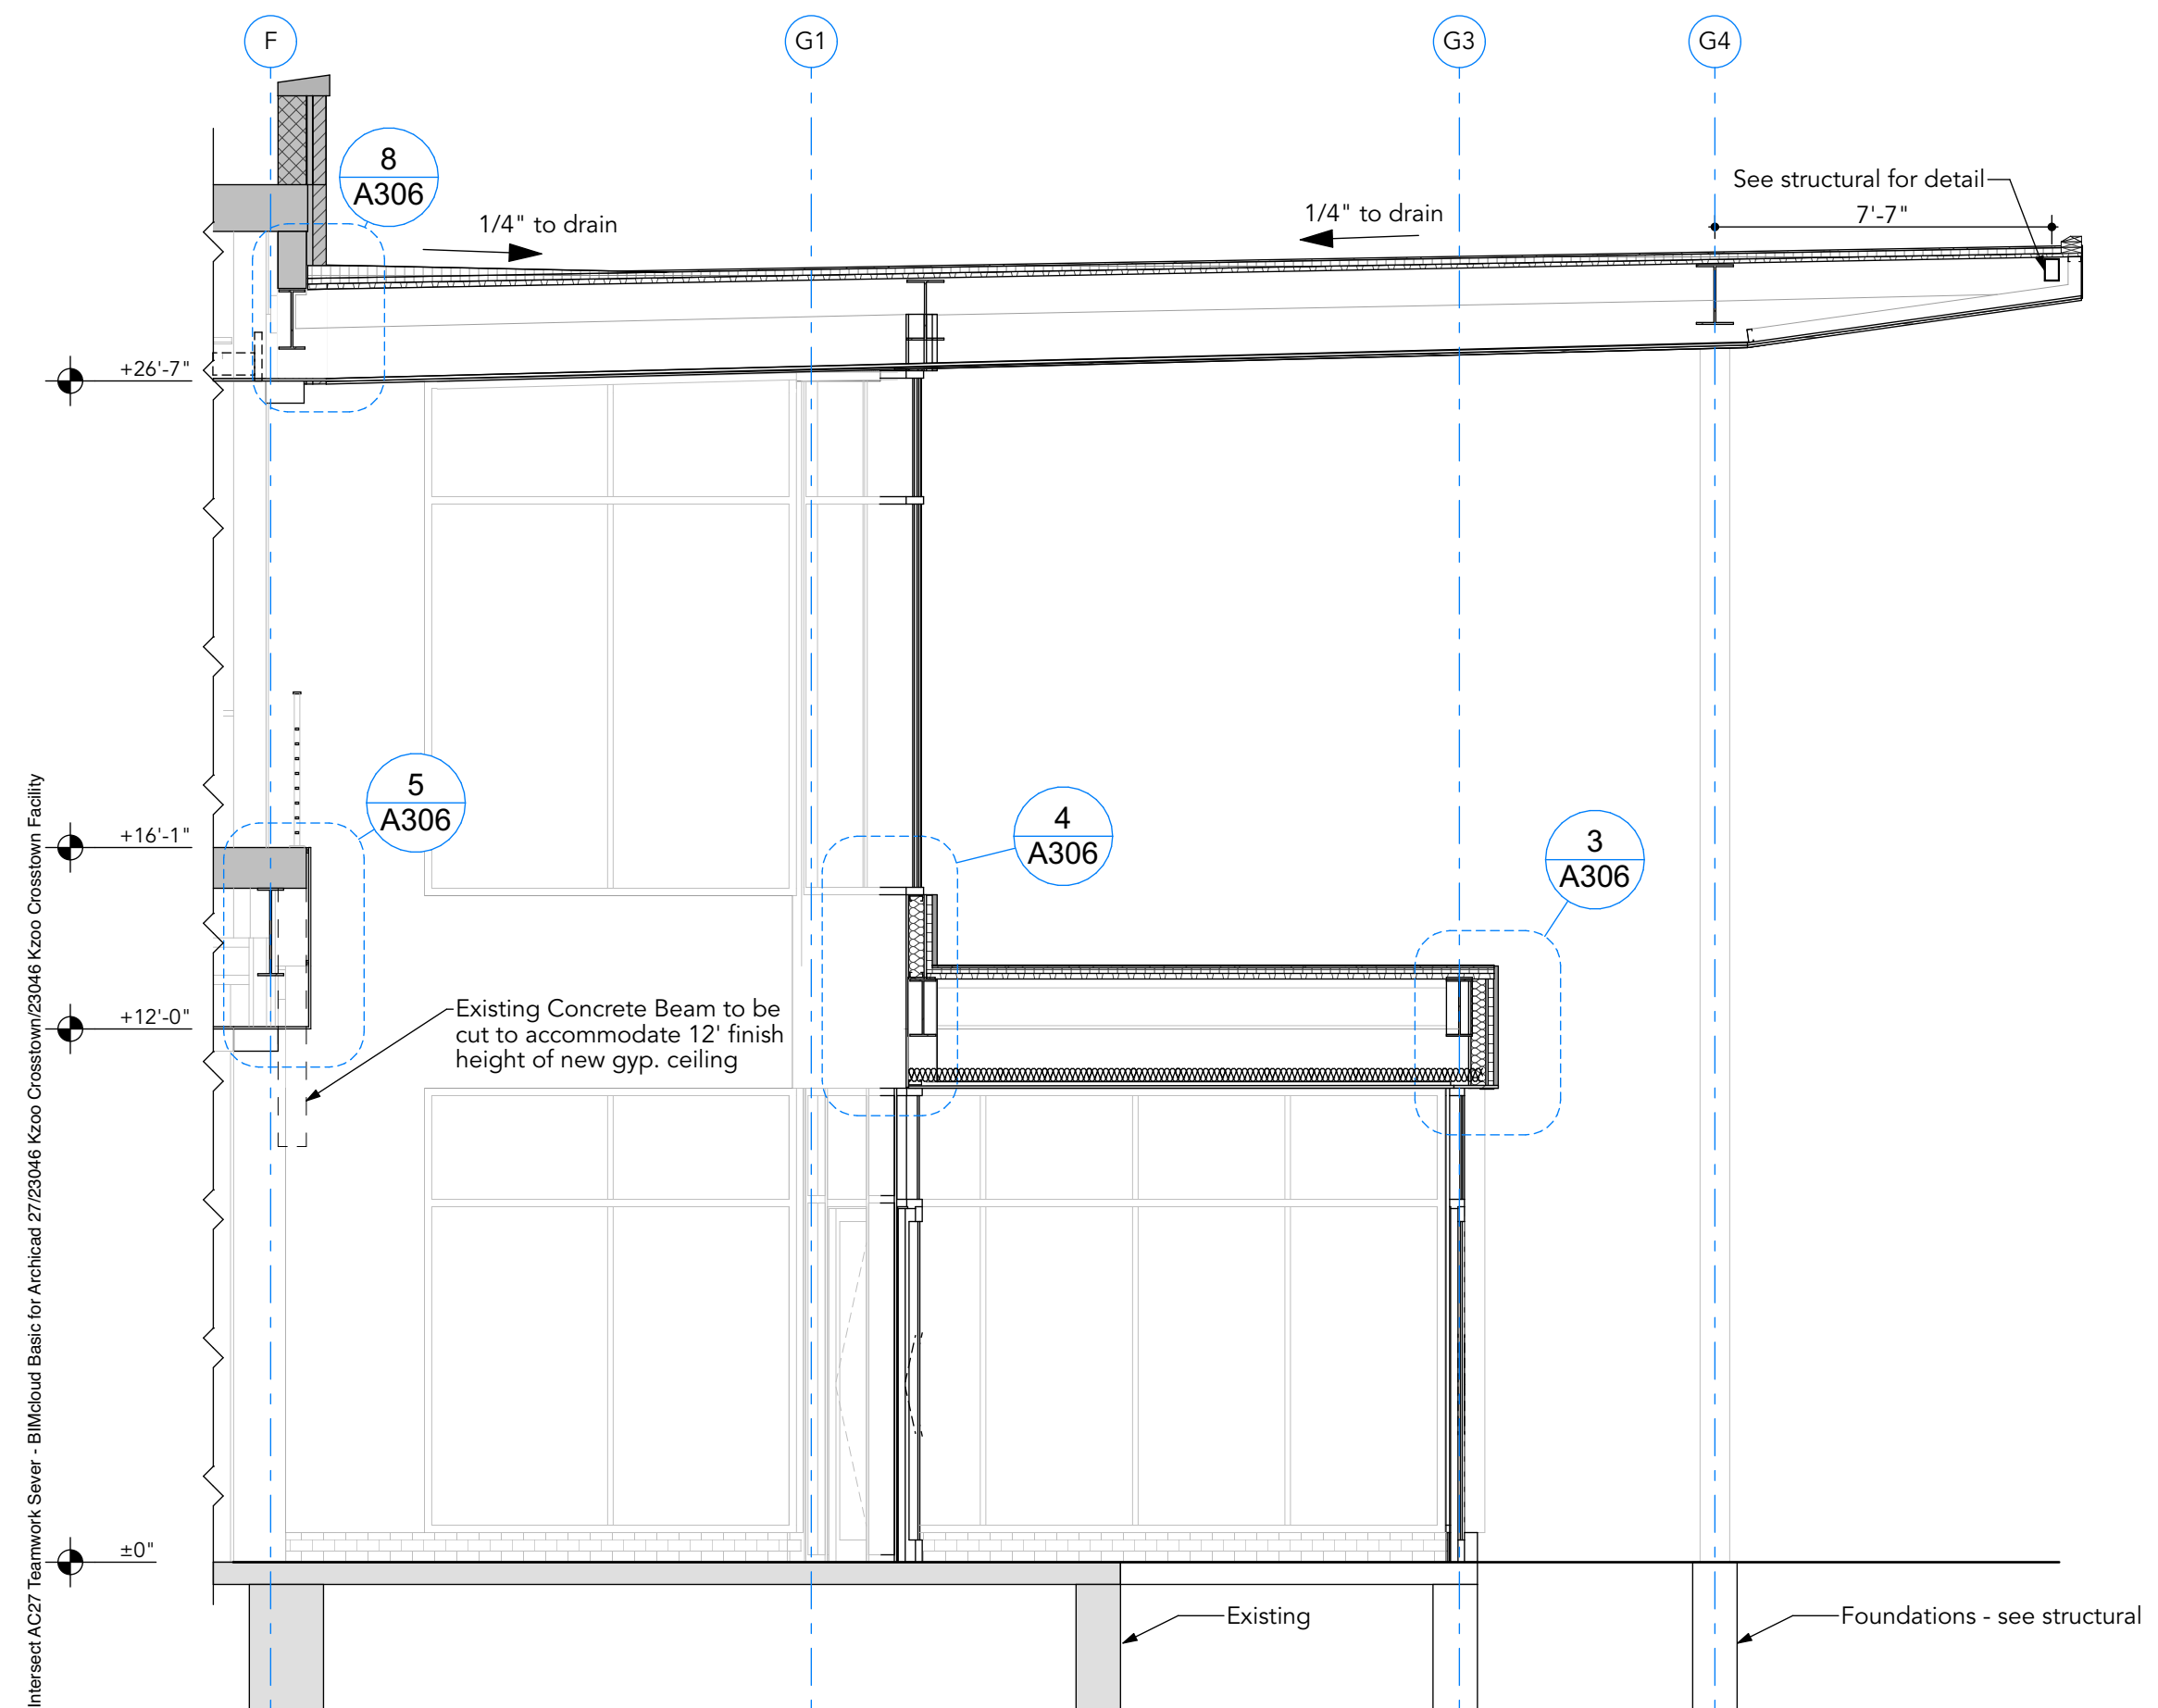 F
G1
G3
G4
8
A306
See structural for detail
7'-7"
1/4" to drain
1/4" to drain
+26'-7"
5
A306
4
A306
3
A306
+16'-1"
+12'-0"
Existing Concrete Beam to be
cut to accommodate 12' finish
height of new gyp. ceiling
±0"
Existing
Foundations - see structural
Intersect AC27 Teamwork Sever - BIMcloud Basic for Archicad 27/23046 Kzoo Crosstown/23046 Kzoo Crosstown Facility